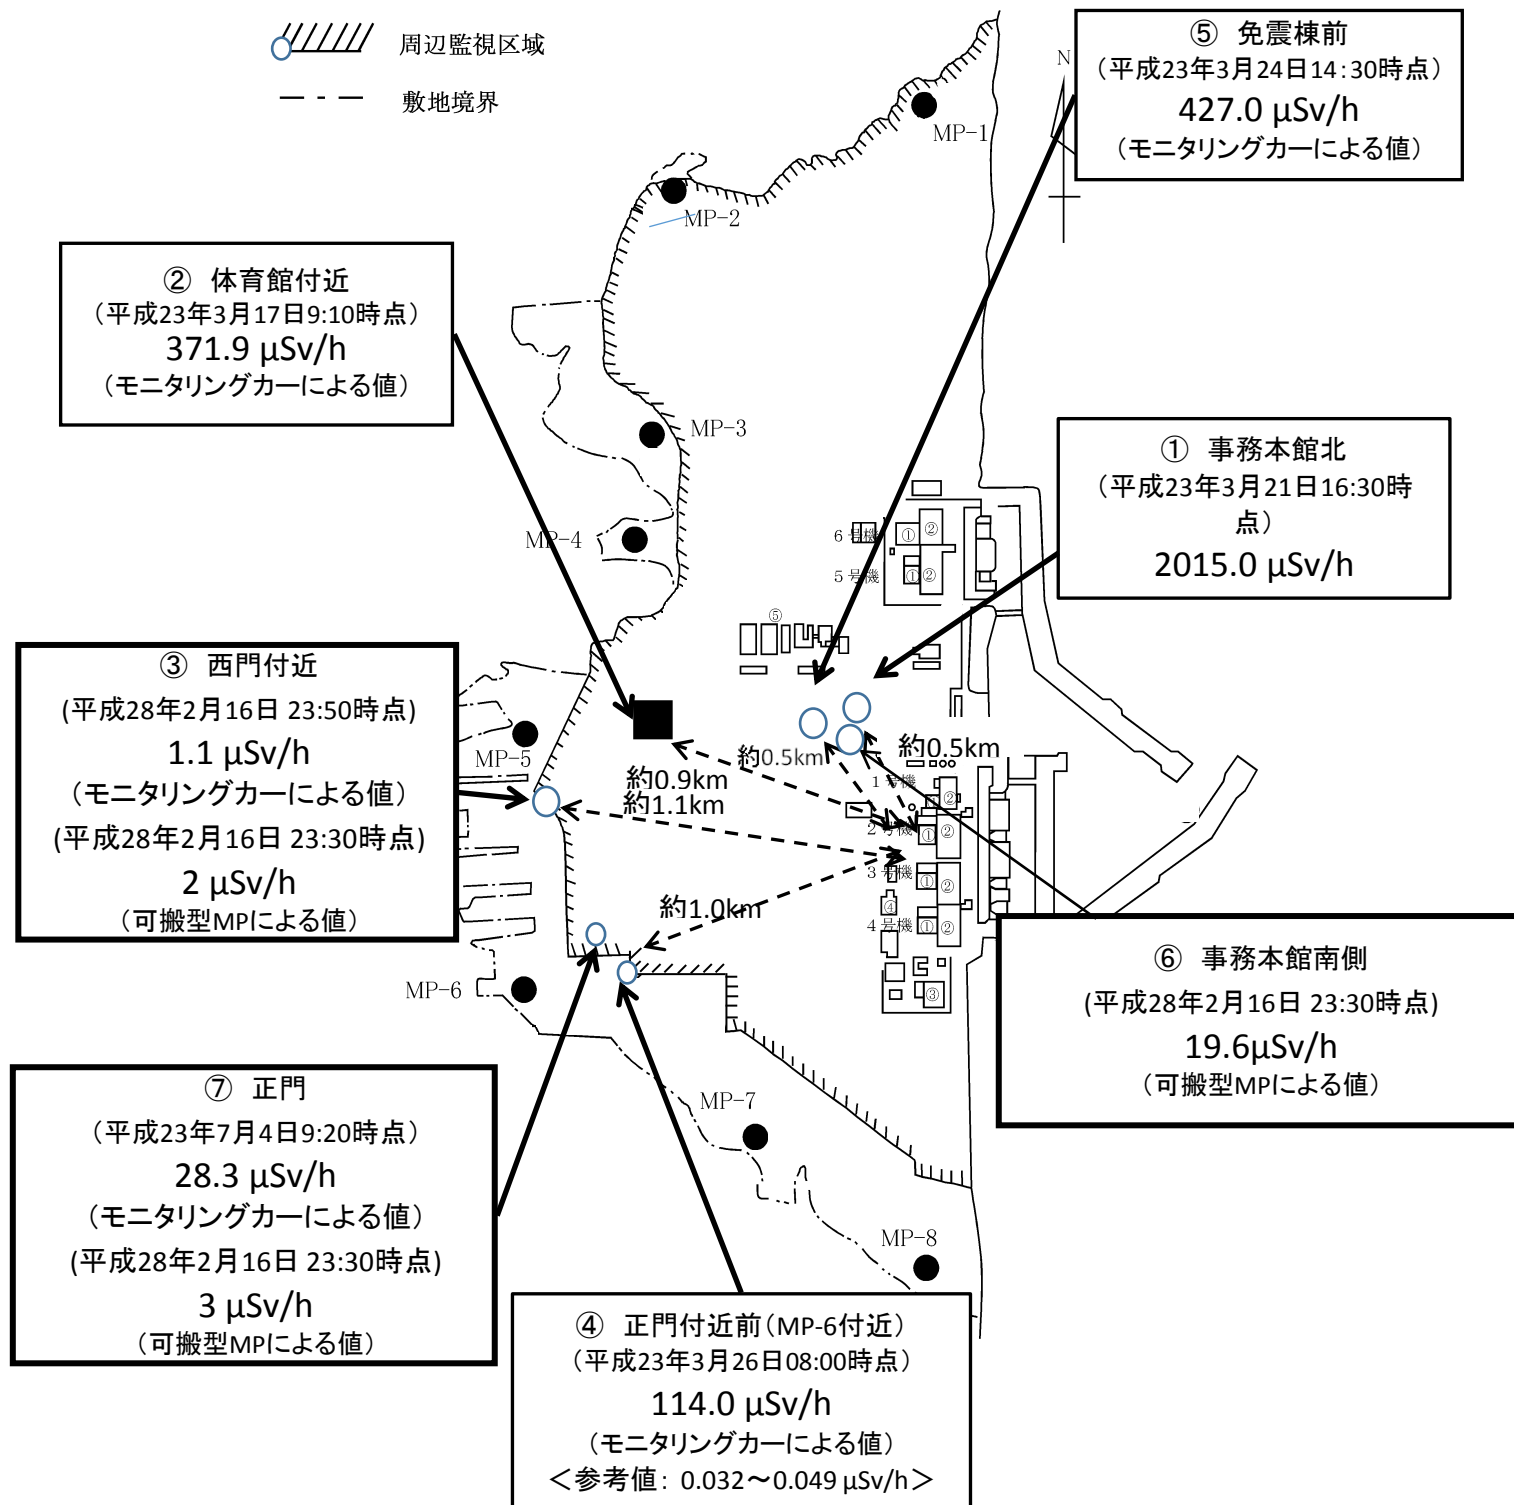 周辺監視区域
敷地境界
N
⑤ 免震棟前
（平成23年3月24日14:30時点）
427.0 μSv/h
（モニタリングカーによる値）
MP-1
MP-2
② 体育館付近
（平成23年3月17日9:10時点）
371.9 μSv/h
（モニタリングカーによる値）
MP-3
① 事務本館北
（平成23年3月21日16:30時
点）
2015.0 μSv/h
MP-4
6号機
①
②
5号機
①
②
⑤
③ 西門付近
(平成28年2月16日 23:50時点)
1.1 μSv/h
（モニタリングカーによる値）
(平成28年2月16日 23:30時点)
2 μSv/h
（可搬型MPによる値）
MP-5
約0.5km
約0.5km
約0.9km
約1.1km
1号機
①
②
2号機
①
②
3号機
①
②
④
4号機
①
②
約1.0km
③
MP-6
⑥ 事務本館南側
(平成28年2月16日 23:30時点)
19.6μSv/h
（可搬型MPによる値）
⑦ 正門
（平成23年7月4日9:20時点）
28.3 μSv/h
（モニタリングカーによる値）
(平成28年2月16日 23:30時点)
3 μSv/h
（可搬型MPによる値）
MP-7
MP-8
④ 正門付近前（MP-6付近）
（平成23年3月26日08:00時点）
114.0 μSv/h
（モニタリングカーによる値）
＜参考値：0.032～0.049 μSv/h＞